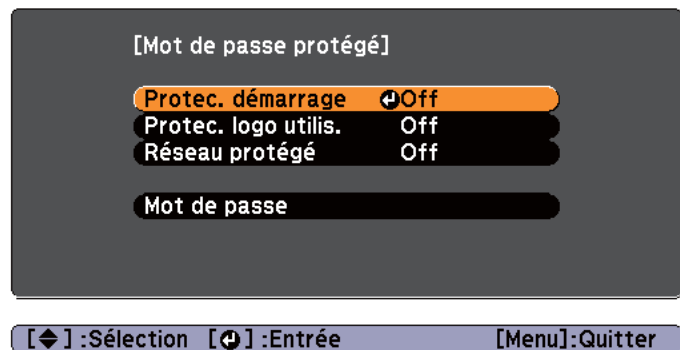 [Mot de passe protégé]
Protec. démarrage Off
Protec. logo utilis. Off
Réseau protégé Off
Mot de passe
[ ] :Sélection [ ] :Entrée [Menu]:Quitter